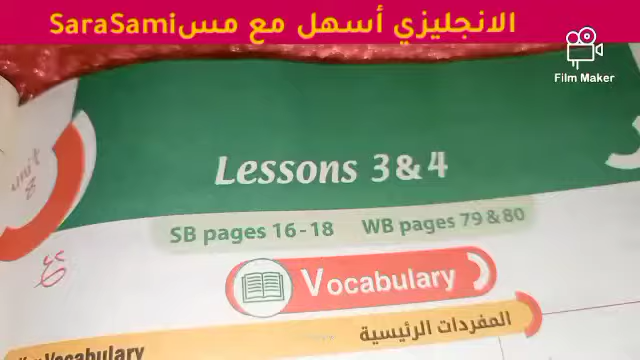 الانجليزي أسهل مع مسSaraSami
Film Maker
Lessons 3 & 4
SB pages 16 - 18 WB pages 79 & 80
Vocabulary
المفردات الرئيسية
Vocabulary